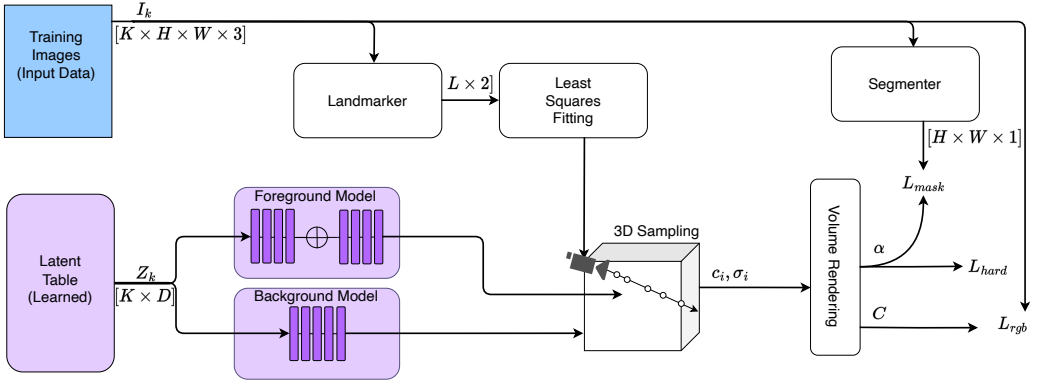 I_k
[K × H × W × 3]
Training
Images
(Input Data)
Landmarker
L × 2]
Least
Squares
Fitting
Segmenter
[H × W × 1]
L_mask
Latent
Table
(Learned)
Z_k
[K × D]
Foreground Model
Background Model
3D Sampling
c_i, σ_i
Volume Rendering
α
L_hard
C
L_rgb